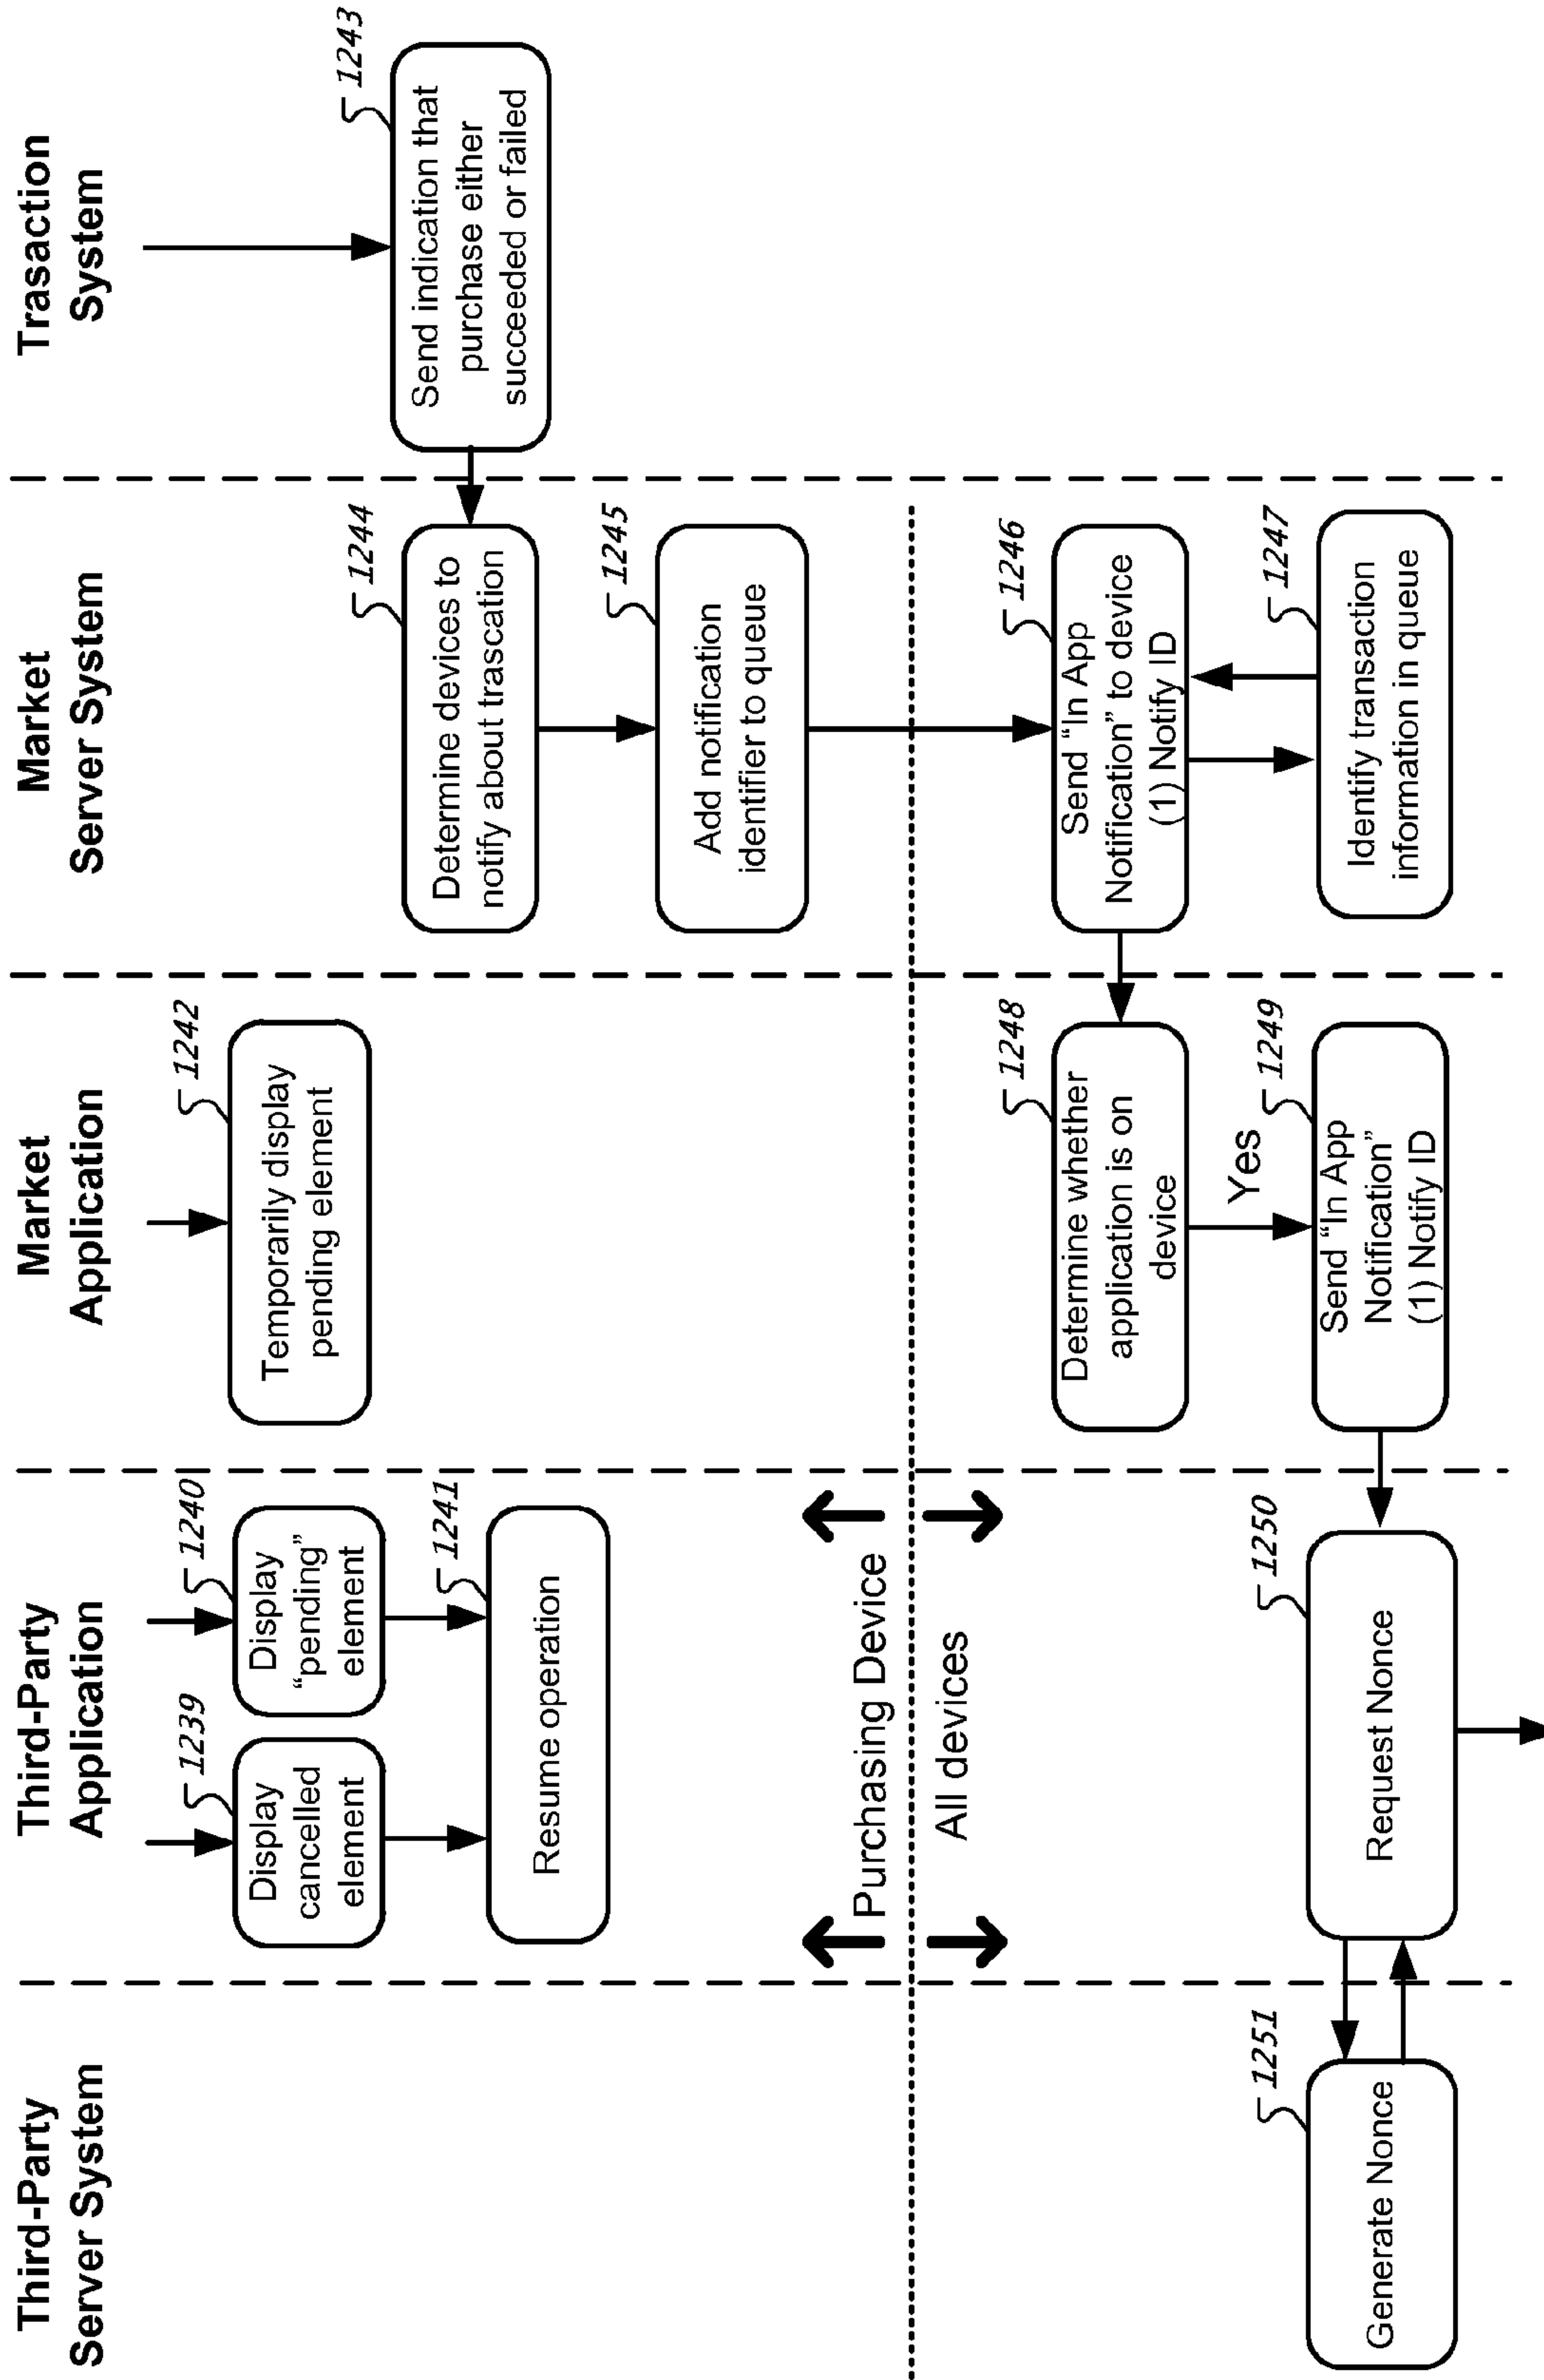 Third-Party
Server System
Third-Party
Application
Market
Application
Market
Server System
Trasaction
System
1239
Display
cancelled
element
1240
Display
“pending”
element
1241
Resume operation
1242
Temporarily display
pending element
1243
Send indication that
purchase either
succeeded or failed
1244
Determine devices to
notify about trascation
1245
Add notification
identifier to queue
Purchasing Device
All devices
1246
Send “In App
Notification” to device
(1) Notify ID
1247
Identify transaction
information in queue
1248
Determine whether
application is on
device
Yes
1249
Send “In App
Notification”
(1) Notify ID
1250
Request Nonce
1251
Generate Nonce